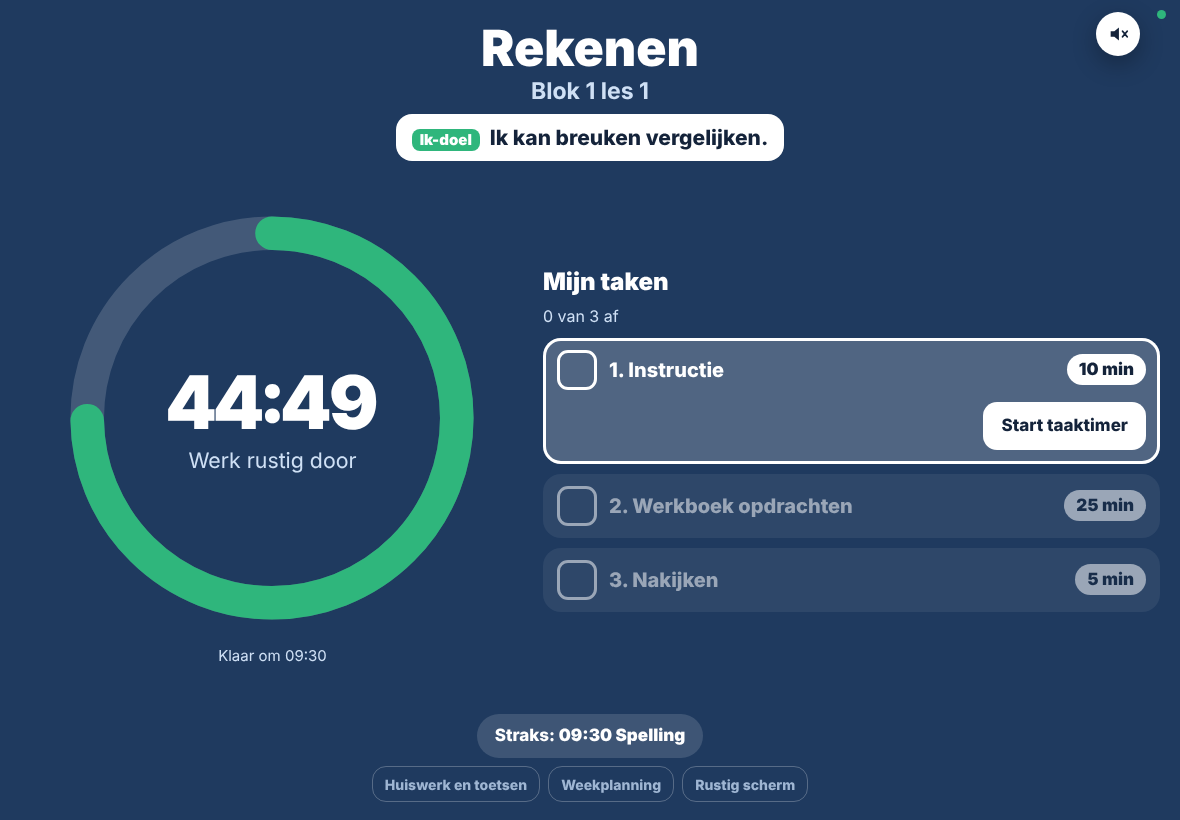 Rekenen
Blok 1 les 1
Ik-doel Ik kan breuken vergelijken.
44:49
Werk rustig door
Klaar om 09:30
Mijn taken
0 van 3 af
1. Instructie 10 min
Start taaktimer
2. Werkboek opdrachten 25 min
3. Nakijken 5 min
Straks: 09:30 Spelling
Huiswerk en toetsen Weekplanning Rustig scherm